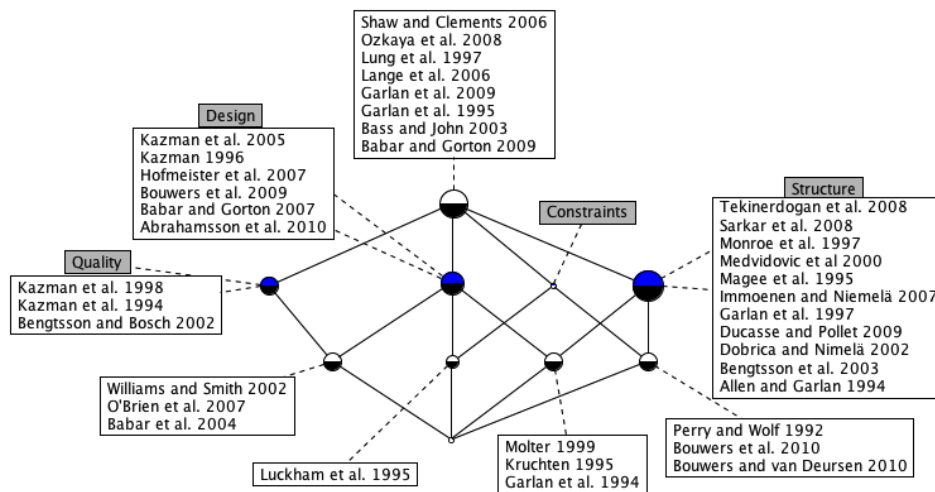 Shaw and Clements 2006
Ozkaya et al. 2008
Lung et al. 1997
Lange et al. 2006
Garlan et al. 2009
Garlan et al. 1995
Bass and John 2003
Babar and Gorton 2009
Design
Kazman et al. 2005
Kazman 1996
Hofmeister et al. 2007
Bouwers et al. 2009
Babar and Gorton 2007
Abrahamsson et al. 2010
Constraints
Structure
Tekinerdogan et al. 2008
Sarkar et al. 2008
Monroe et al. 1997
Medvidovic et al 2000
Magee et al. 1995
Immoenen and Niemelä 2007
Garlan et al. 1997
Ducasse and Pollet 2009
Dobrica and Nimelä 2002
Bengtsson et al. 2003
Allen and Garlan 1994
Quality
Kazman et al. 1998
Kazman et al. 1994
Bengtsson and Bosch 2002
Williams and Smith 2002
O'Brien et al. 2007
Babar et al. 2004
Luckham et al. 1995
Molter 1999
Kruchten 1995
Garlan et al. 1994
Perry and Wolf 1992
Bouwers et al. 2010
Bouwers and van Deursen 2010